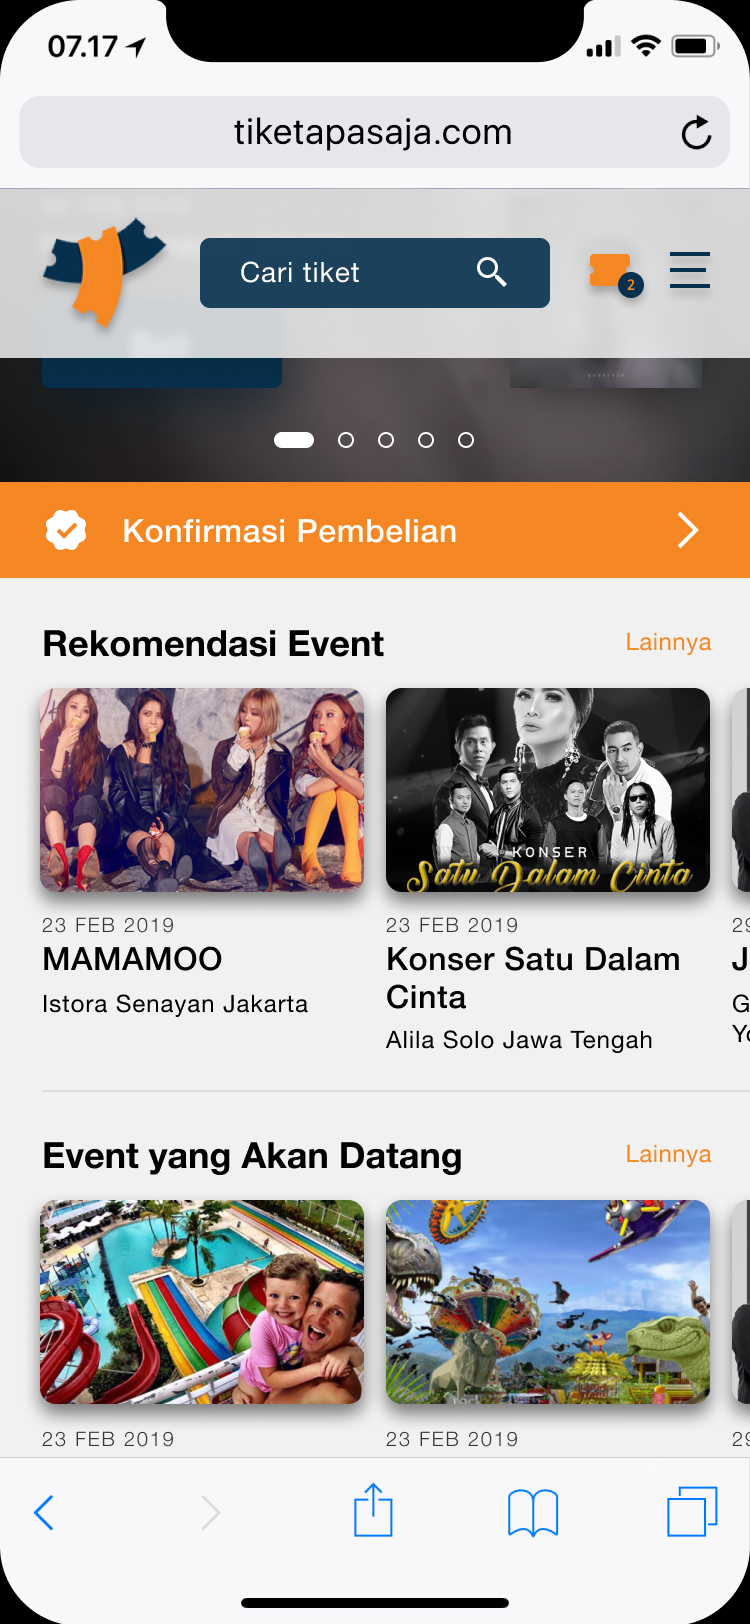 07.17
tiketapasaja.com
Cari tiket
2
Konfirmasi Pembelian
Rekomendasi Event
Lainnya
KONSER
Satu Dalam Cinta
23 FEB 2019
MAMAMOO
Istora Senayan Jakarta
23 FEB 2019
Konser Satu Dalam
Cinta
Alila Solo Jawa Tengah
29
J
G
Yo
Event yang Akan Datang
Lainnya
23 FEB 2019
23 FEB 2019
29